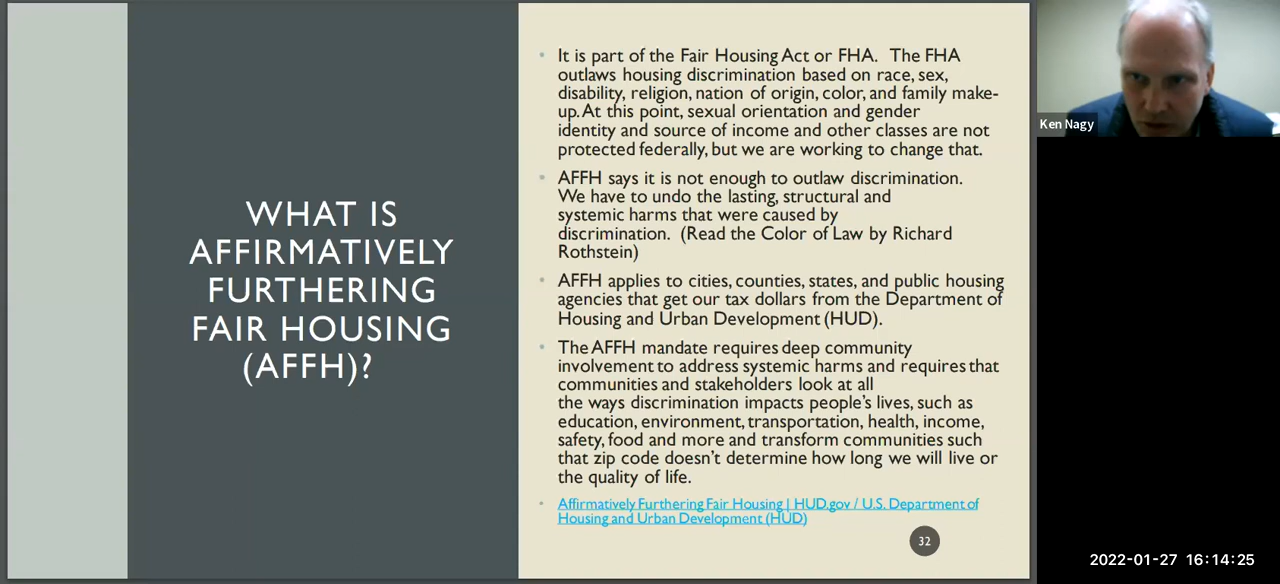 WHAT IS
AFFIRMATIVELY
FURTHERING
FAIR HOUSING
(AFFH)?
It is part of the Fair Housing Act or FHA. The FHA
outlaws housing discrimination based on race, sex,
disability, religion, nation of origin, color, and family make-
up. At this point, sexual orientation and gender
identity and source of income and other classes are not
protected federally, but we are working to change that.
AFFH says it is not enough to outlaw discrimination.
We have to undo the lasting, structural and
systemic harms that were caused by
discrimination. (Read the Color of Law by Richard
Rothstein)
AFFH applies to cities, counties, states, and public housing
agencies that get our tax dollars from the Department of
Housing and Urban Development (HUD).
The AFFH mandate requires deep community
involvement to address systemic harms and requires that
communities and stakeholders look at all
the ways discrimination impacts people's lives, such as
education, environment, transportation, health, income,
safety, food and more and transform communities such
that zip code doesn't determine how long we will live or
the quality of life.
Affirmatively Furthering Fair Housing | HUD.gov / U.S. Department of
Housing and Urban Development (HUD)
32
Ken Nagy
2022-01-27 16:14:25